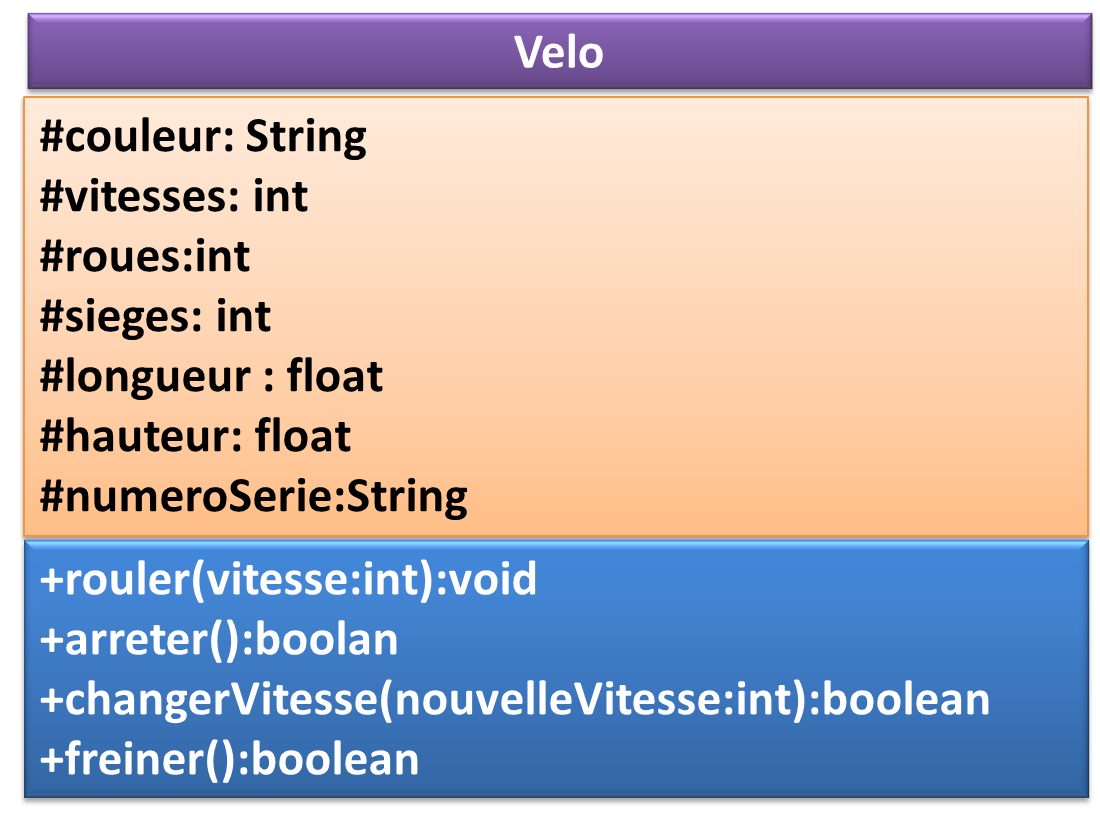 Velo
#couleur: String
#vitesses: int
#roues:int
#sieges: int
#longueur : float
#hauteur: float
#numeroSerie:String
+rouler(vitesse:int):void
+arreter():boolan
+changerVitesse(nouvelleVitesse:int):boolean
+freiner():boolean